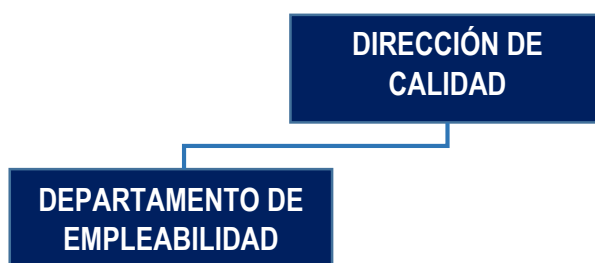 DIRECCIÓN DE
CALIDAD
DEPARTAMENTO DE
EMPLEABILIDAD